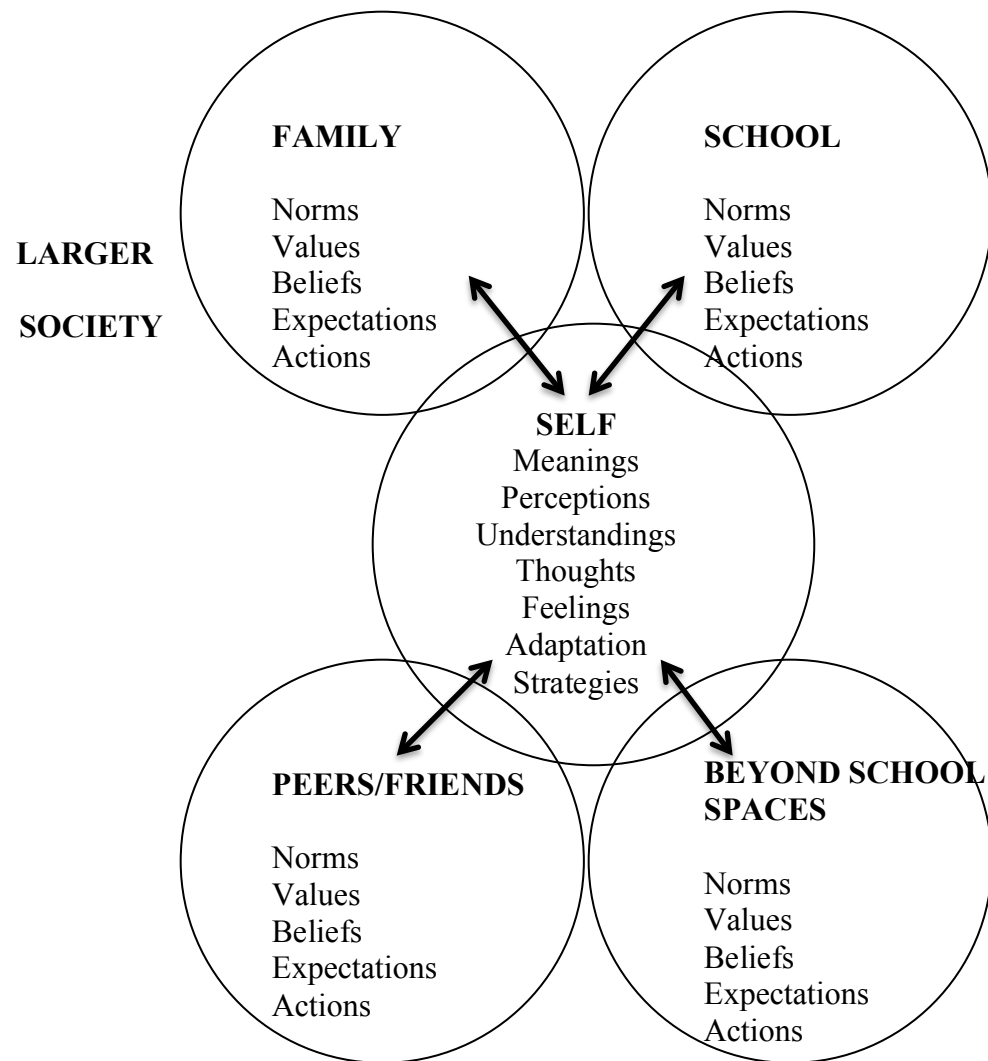 FAMILY
Norms
Values
Beliefs
Expectations
Actions
SCHOOL
Norms
Values
Beliefs
Expectations
Actions
LARGER
SOCIETY
SELF
Meanings
Perceptions
Understandings
Thoughts
Feelings
Adaptation
Strategies
PEERS/FRIENDS
Norms
Values
Beliefs
Expectations
Actions
BEYOND SCHOOL
SPACES
Norms
Values
Beliefs
Expectations
Actions